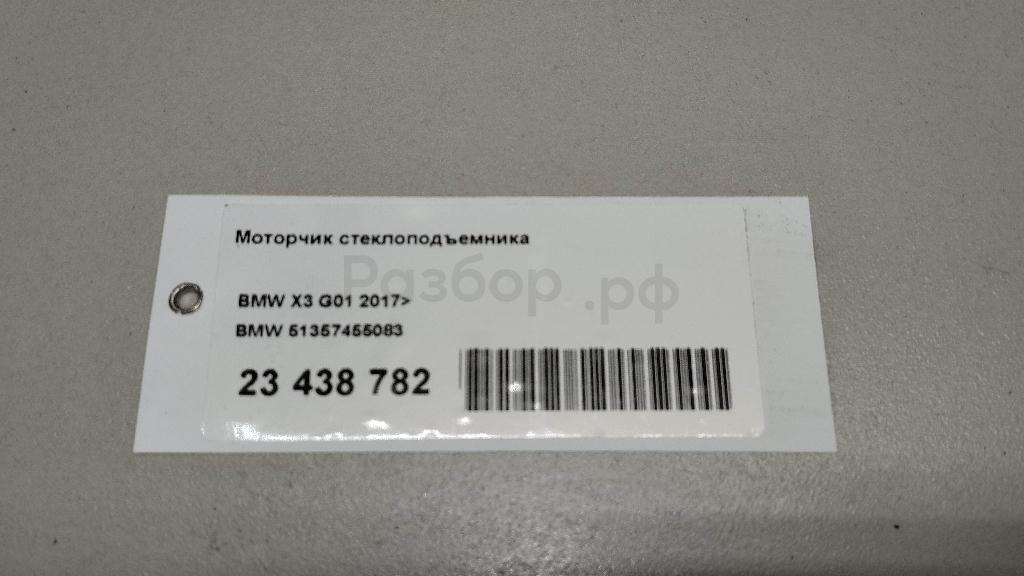 Моторчик стеклоподъемника
Разбор.рф
BMW X3 G01 2017>
BMW 51357455083
23 438 782